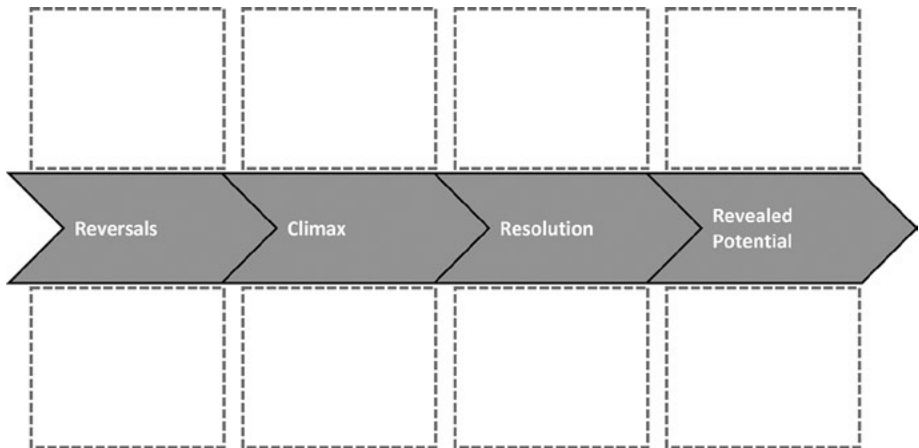 Reversals
Climax
Resolution
Revealed
Potential